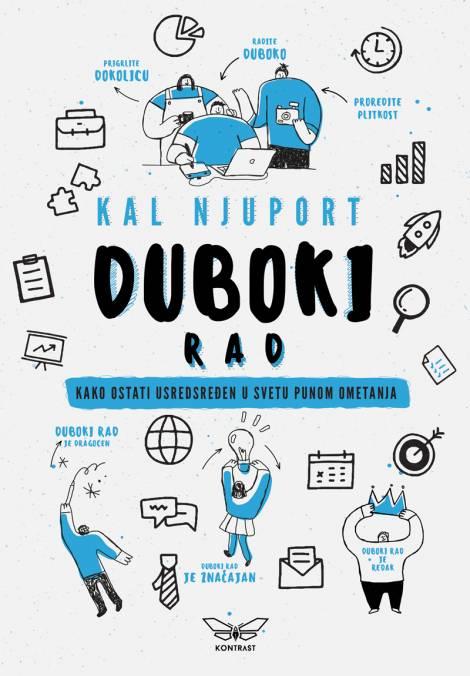 RADITE
DUBOKO
PRIGRLITE
DOKOLICU
PROREDITE
PLITKOST
KAL NJUPORT
DUBOKI
RAD
KAKO OSTATI USREDSREĐEN U SVETU PUNOM OMETANJA
DUBOKI RAD
JE DRAGOCEN
DUBOKI RAD
JE ZNAČAJAN
DUBOKI RAD
JE
REDAK
KONTRAST